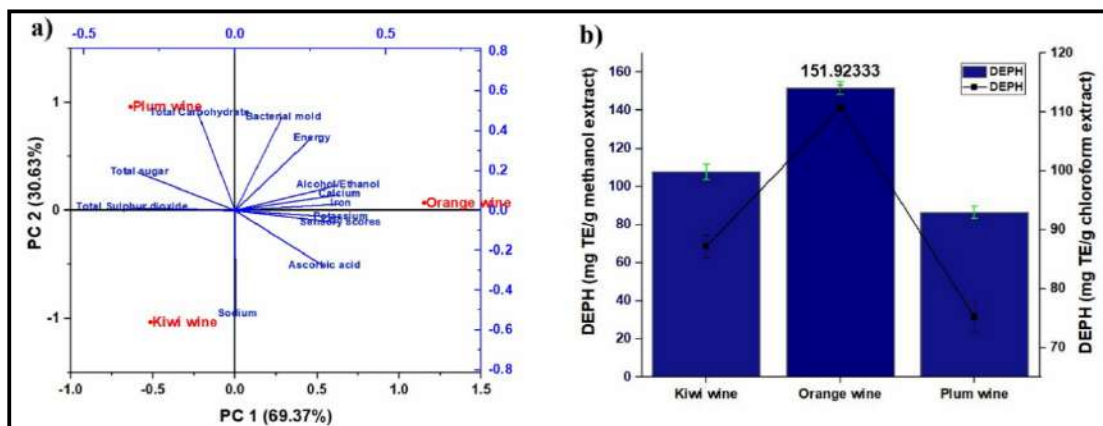 a)
0.0
0.5
0.8
0.6
0.4
0.2
0.0
-0.2
-0.4
-0.6
-0.8
1
0
-1
PC 2 (30.63%)
Plum wine
Total Carbohydrate
Bacterial mold
Energy
Total sugar
Alcohol/Ethanol
Calcium
Iron
Orange wine
Total Sulphur dioxide
Potassium
Sensory scores
Ascorbic acid
Sodium
Kiwi wine
-1.0
-0.5
0.0
0.5
1.0
1.5
PC 1 (69.37%)
b)
160
140
120
100
80
60
40
20
0
DEPH (mg TE/g methanol extract)
151.92333
DEPH
DEPH
120
110
100
90
80
70
DEPH (mg TE/g chloroform extract)
Kiwi wine
Orange wine
Plum wine